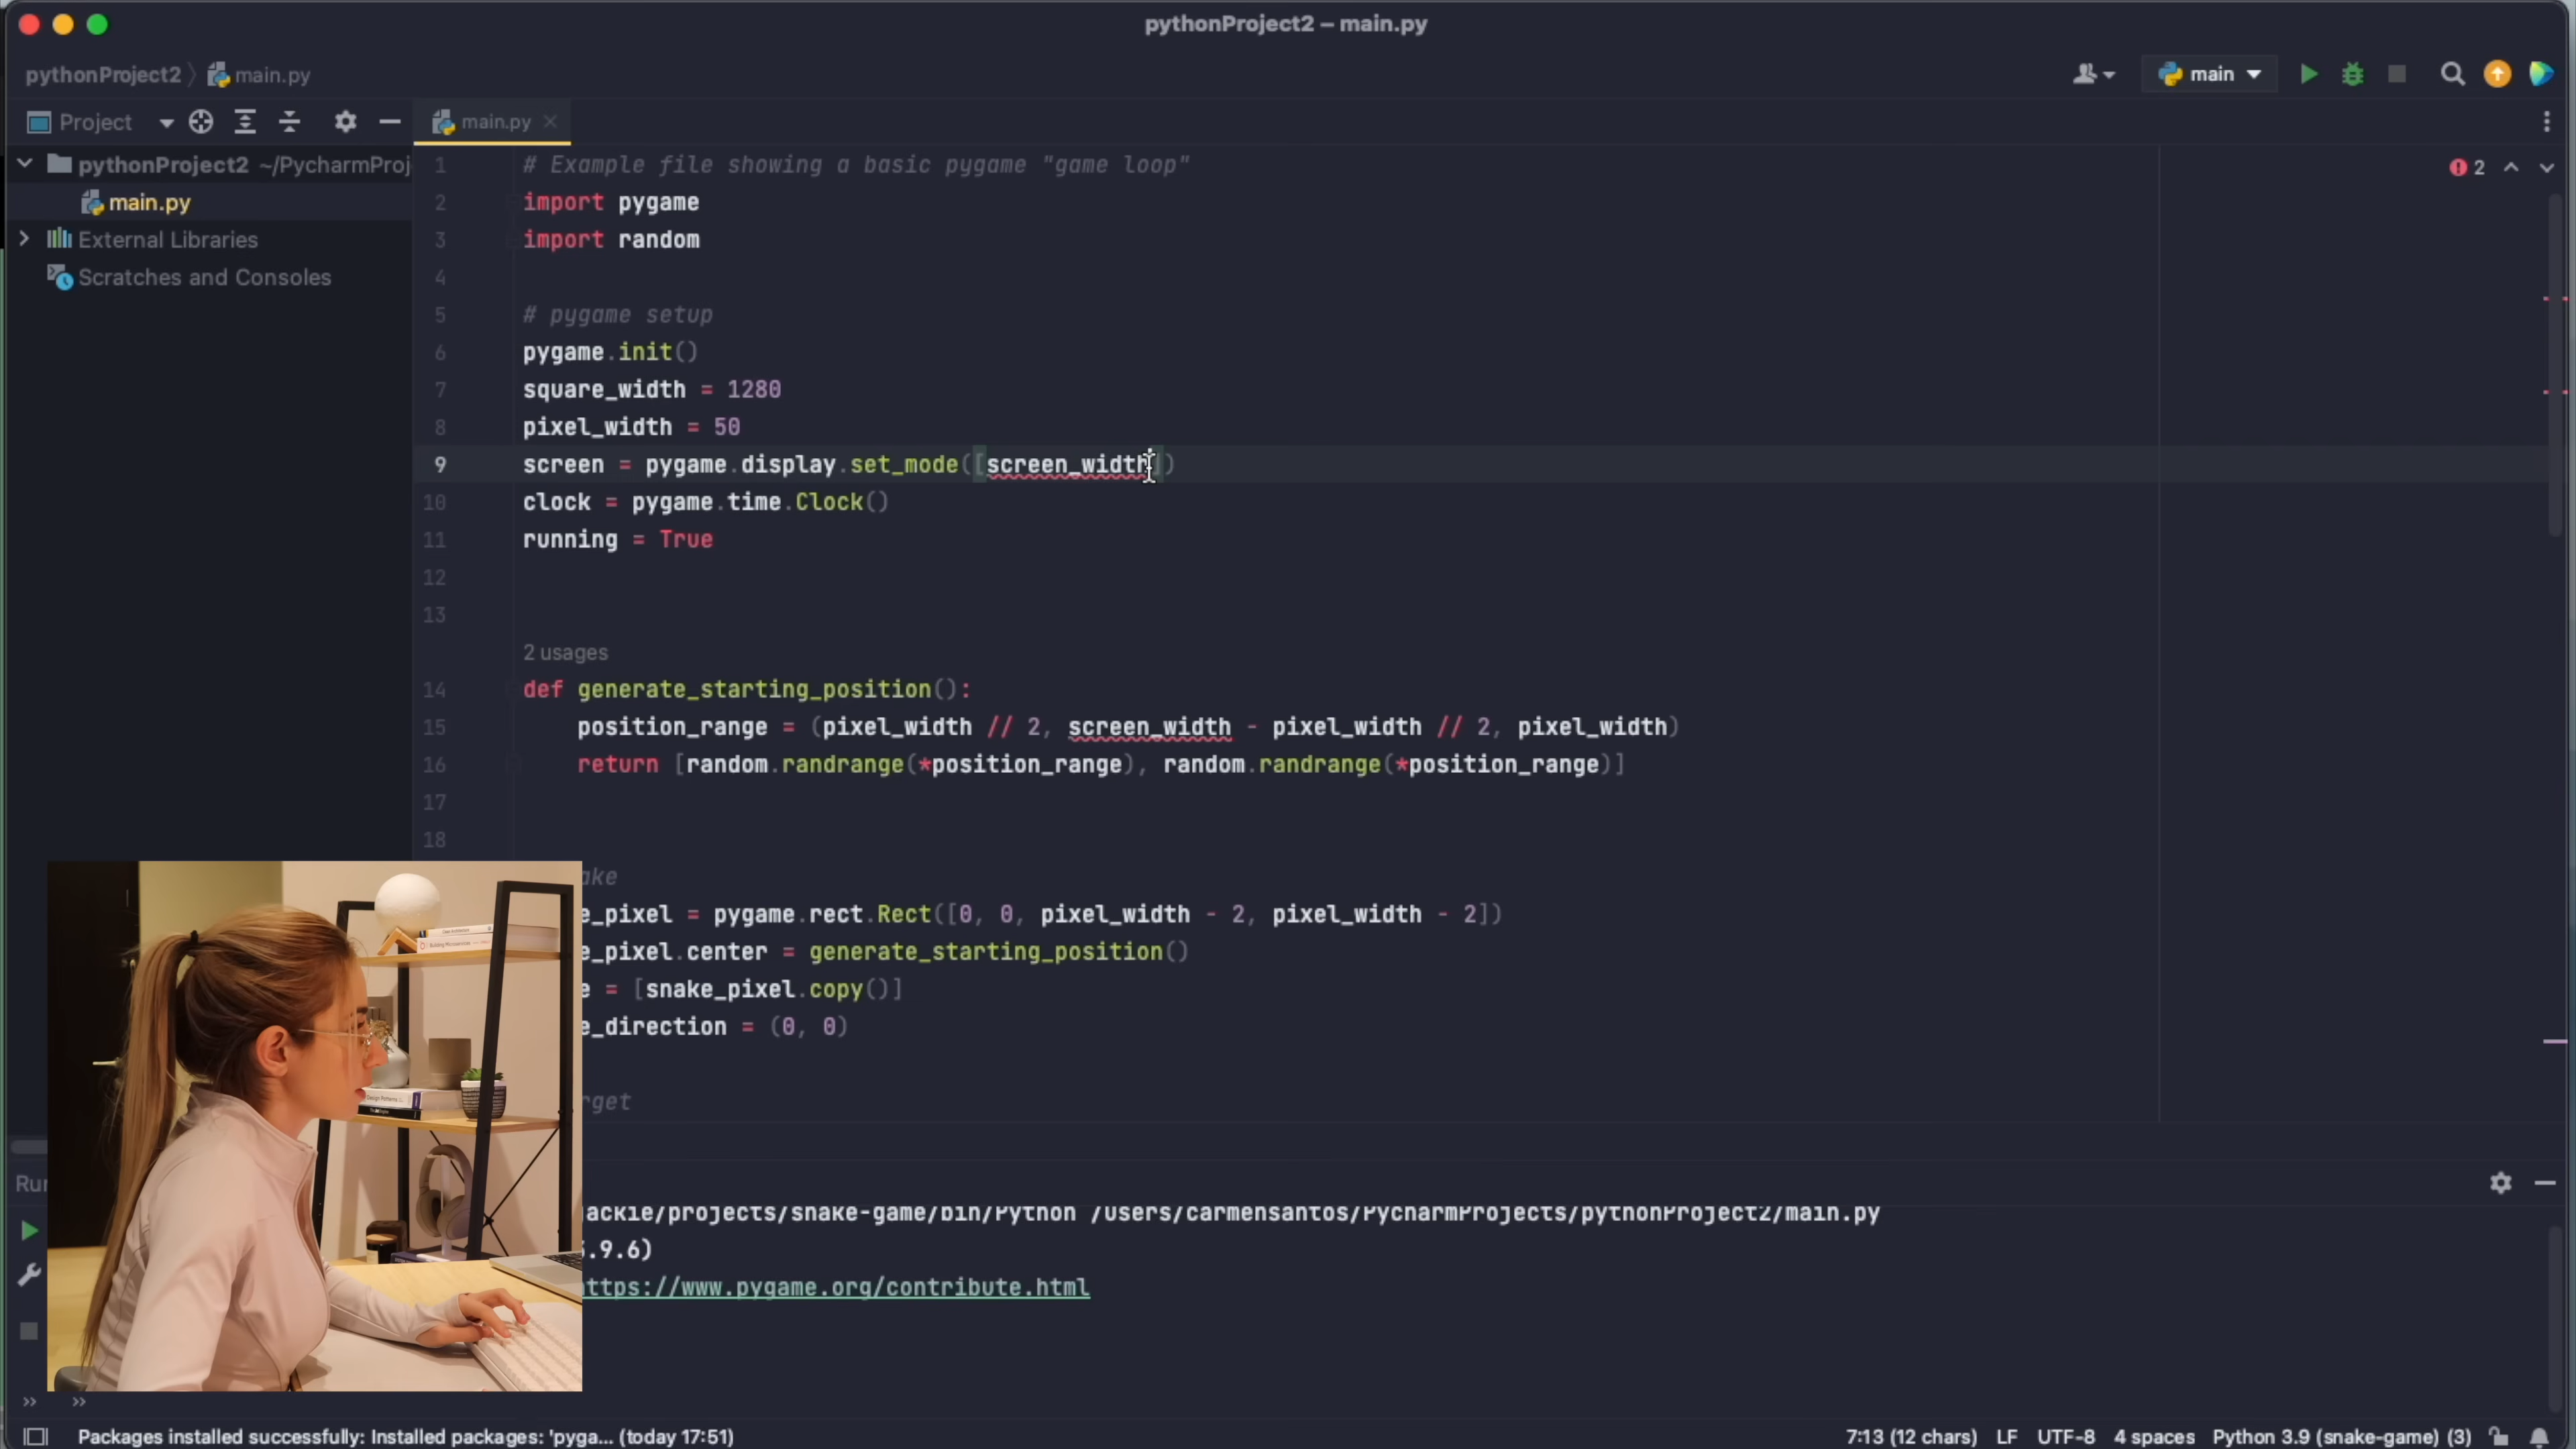 pythonProject2 – main.py
pythonProject2 main.py
main
Project
main.py
pythonProject2 ~/PycharmProj
main.py
External Libraries
Scratches and Consoles
2
1 # Example file showing a basic pygame "game loop"
2 import pygame
3 import random
4
5 # pygame setup
6 pygame.init()
7 square_width = 1280
8 pixel_width = 50
9 screen = pygame.display.set_mode([screen_width])
10 clock = pygame.time.Clock()
11 running = True
12
13
2 usages
14 def generate_starting_position():
15 position_range = (pixel_width // 2, screen_width - pixel_width // 2, pixel_width)
16 return [random.randrange(*position_range), random.randrange(*position_range)]
17
18
ake
e_pixel = pygame.rect.Rect([0, 0, pixel_width - 2, pixel_width - 2])
e_pixel.center = generate_starting_position()
e = [snake_pixel.copy()]
e_direction = (0, 0)
rget
Run
ackie/projects/snake-game/bin/Python /Users/carmensantos/PycharmProjects/pythonProject2/main.py
.9.6)
ttps://www.pygame.org/contribute.html
Packages installed successfully: Installed packages: 'pyga... (today 17:51)
7:13 (12 chars) LF UTF-8 4 spaces Python 3.9 (snake-game) (3)